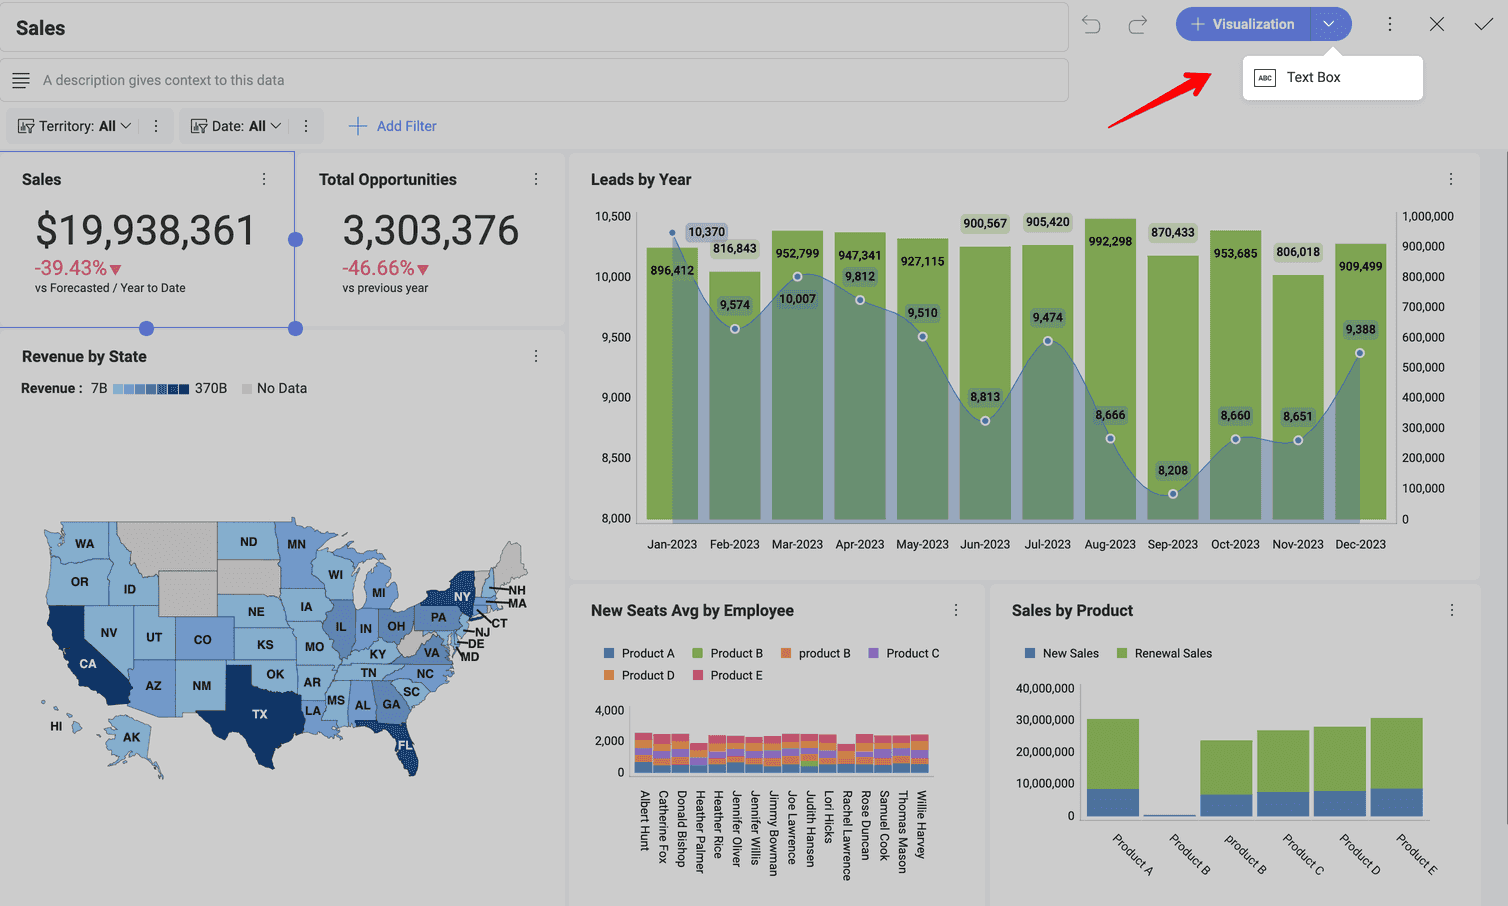 Sales
Visualization
A description gives context to this data
ABC Text Box
Territory: All
Date: All
Add Filter
Sales
$19,938,361
-39.43%
vs Forecasted / Year to Date
Total Opportunities
3,303,376
-46.66%
vs previous year
Leads by Year
10,500
10,000
9,500
9,000
8,500
8,000
1,000,000
900,000
800,000
700,000
600,000
500,000
400,000
300,000
200,000
100,000
0
896,412
816,843
952,799
947,341
927,115
900,567
905,420
992,298
870,433
953,685
806,018
909,499
10,370
9,574
10,007
9,812
9,510
8,813
9,474
8,666
8,208
8,660
8,651
9,388
Jan-2023 Feb-2023 Mar-2023 Apr-2023 May-2023 Jun-2023 Jul-2023 Aug-2023 Sep-2023 Oct-2023 Nov-2023 Dec-2023
Revenue by State
Revenue : 7B 370B No Data
WA
ND
MN
OR
ID
WI
MI
NY
NH
MA
CT
NJ
DE
MD
NE
IA
IL
IN
OH
PA
NV
UT
CO
KS
MO
KY
VA
CA
AZ
NM
OK
AR
TN
NC
SC
MS
AL
GA
TX
LA
FL
HI
AK
New Seats Avg by Employee
Product A Product B product B Product C
Product D Product E
4,000
2,000
0
Albert Hunt
Catherine Fox
Donald Bishop
Heather Palmer
Heather Rice
Jennifer Oliver
Jennifer Willis
Jimmy Bowman
Joe Lawrence
Judith Hansen
Lori Hicks
Rachel Lawrence
Rose Duncan
Samuel Cook
Thomas Mason
Willie Harvey
Sales by Product
New Sales Renewal Sales
40,000,000
30,000,000
20,000,000
10,000,000
0
Product A
Product B
product B
Product C
Product D
Product E